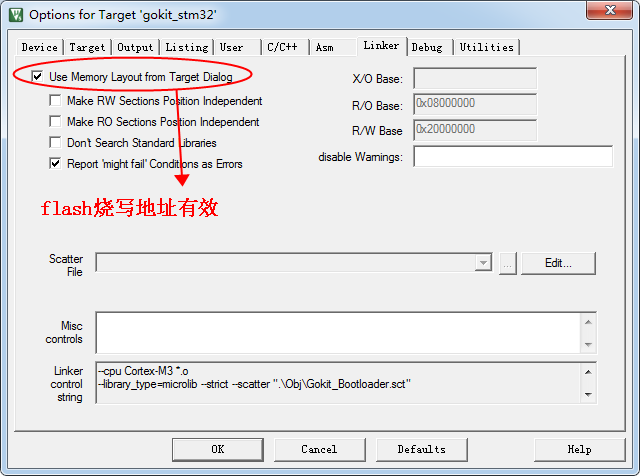 Options for Target 'gokit_stm32'
Device Target Output Listing User C/C++ Asm Linker Debug Utilities
Use Memory Layout from Target Dialog
Make RW Sections Position Independent
Make RO Sections Position Independent
Don't Search Standard Libraries
Report 'might fail' Conditions as Errors
X/O Base:
R/O Base: 0x08000000
R/W Base 0x20000000
disable Warnings:
flash烧写地址有效
Scatter
File
...
Edit...
Misc
controls
Linker
control
string
--cpu Cortex-M3 *.o
--library_type=microlib --strict --scatter ".\Obj\Gokit_Bootloader.sct"
OK Cancel Defaults Help